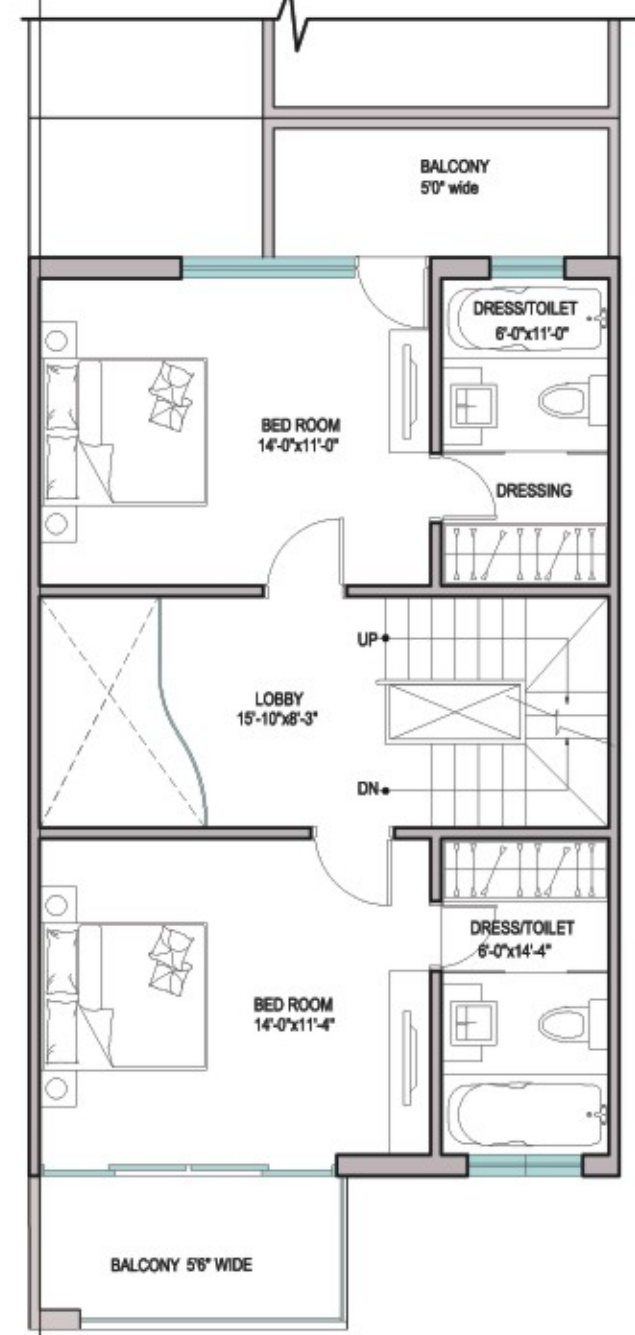 BALCONY
5'0" wide
DRESS/TOILET
6'-0"x11'-0"
BED ROOM
14'-0"x11'-0"
DRESSING
UP
LOBBY
15'-10"x8'-3"
DN
DRESS/TOILET
6'-0"x14'-4"
BED ROOM
14'-0"x11'-4"
BALCONY 5'6" WIDE